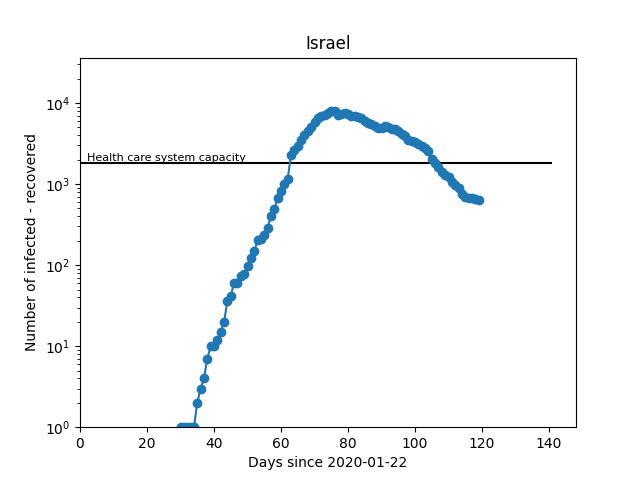 Israel
Number of infected - recovered
10^4
10^3
10^2
10^1
10^0
Health care system capacity
0 20 40 60 80 100 120 140
Days since 2020-01-22